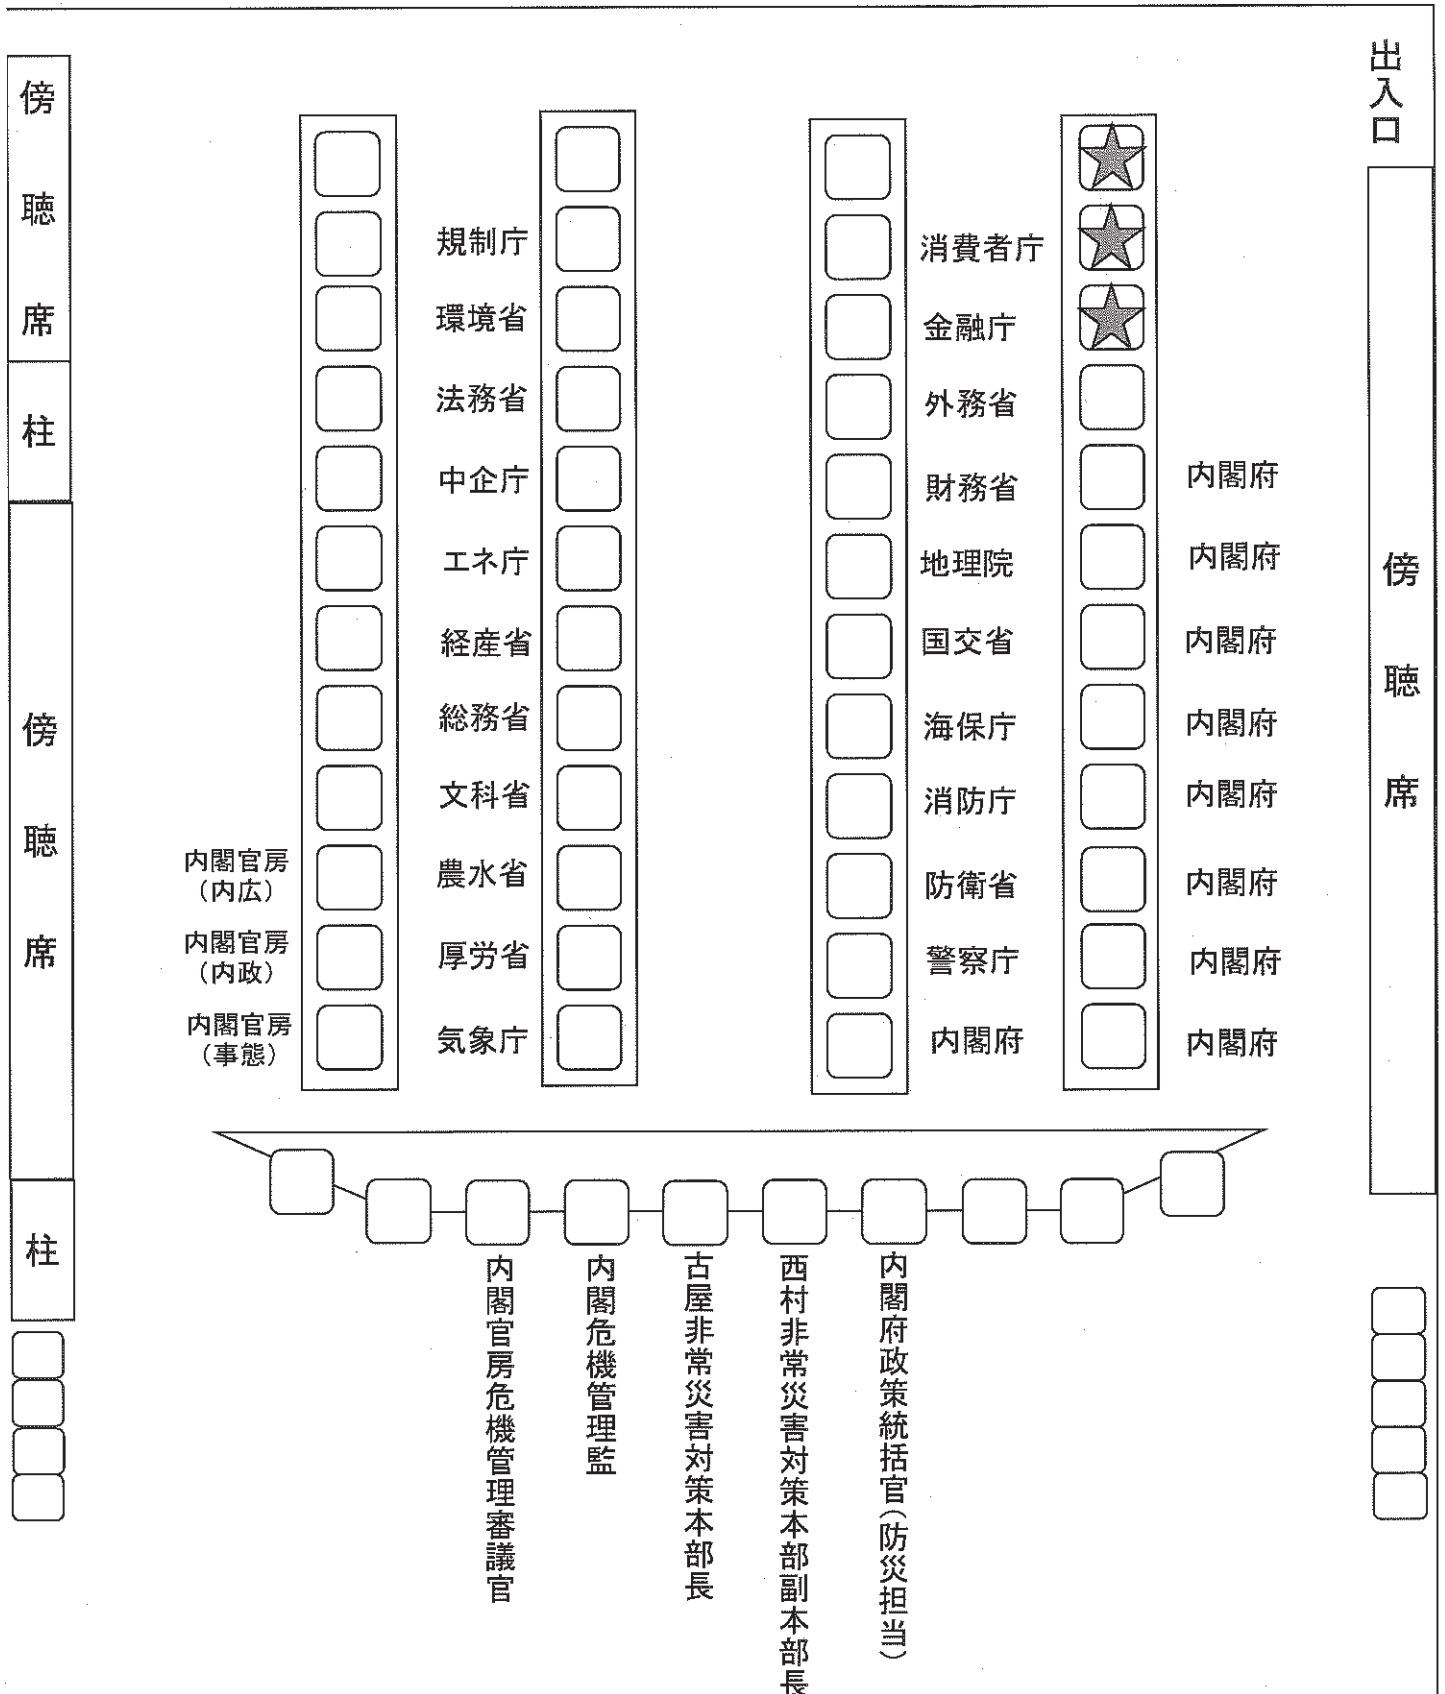 出入口
傍聴席
柱
傍聴席
柱
規制庁
環境省
法務省
中企庁
エネ庁
経産省
総務省
文科省
農水省
厚労省
気象庁
内閣官房
(内広)
内閣官房
(内政)
内閣官房
(事態)
消費者庁
金融庁
外務省
財務省
地理院
国交省
海保庁
消防庁
防衛省
警察庁
内閣府
内閣府
内閣府
内閣府
内閣府
内閣府
内閣府
内閣府
内閣府
傍聴席
内閣官房危機管理審議官
内閣危機管理監
古屋非常災害対策本部長
西村非常災害対策本部副本部長
内閣府政策統括官(防災担当)